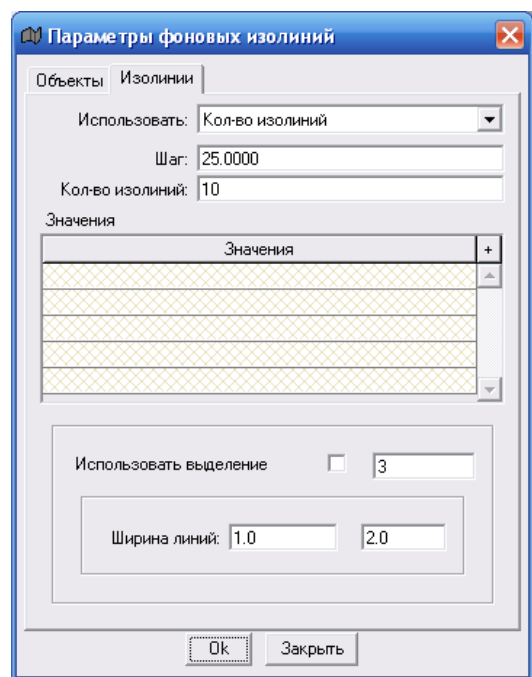 Параметры фоновых изолиний
Объекты Изолинии
Использовать: Кол-во изолиний
Шаг: 25.0000
Кол-во изолиний: 10
Значения
Значения +
Использовать выделение 3
Ширина линий: 1.0 2.0
Ok Закрыть